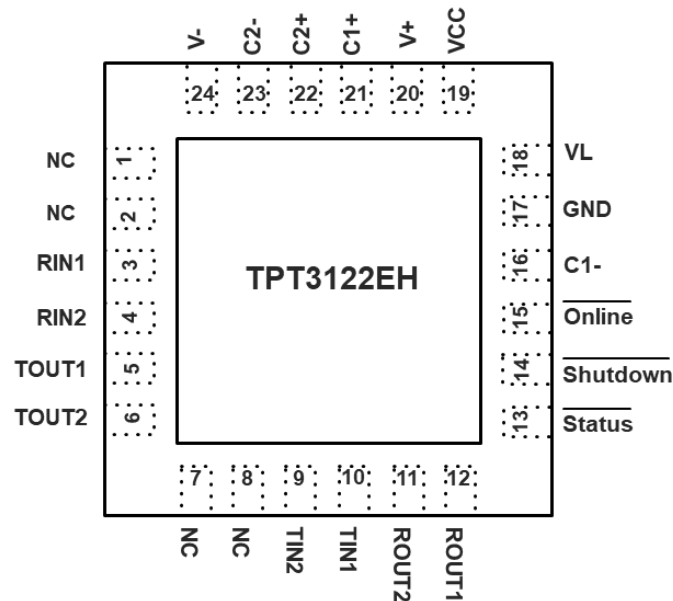 V-
C2-
C2+
C1+
V+
VCC
24
23
22
21
20
19
NC
1
NC
2
RIN1
3
RIN2
4
TOUT1
5
TOUT2
6
TPT3122EH
18
VL
17
GND
16
C1-
15
Online
14
Shutdown
13
Status
7
8
9
10
11
12
NC
NC
TIN2
TIN1
ROUT2
ROUT1